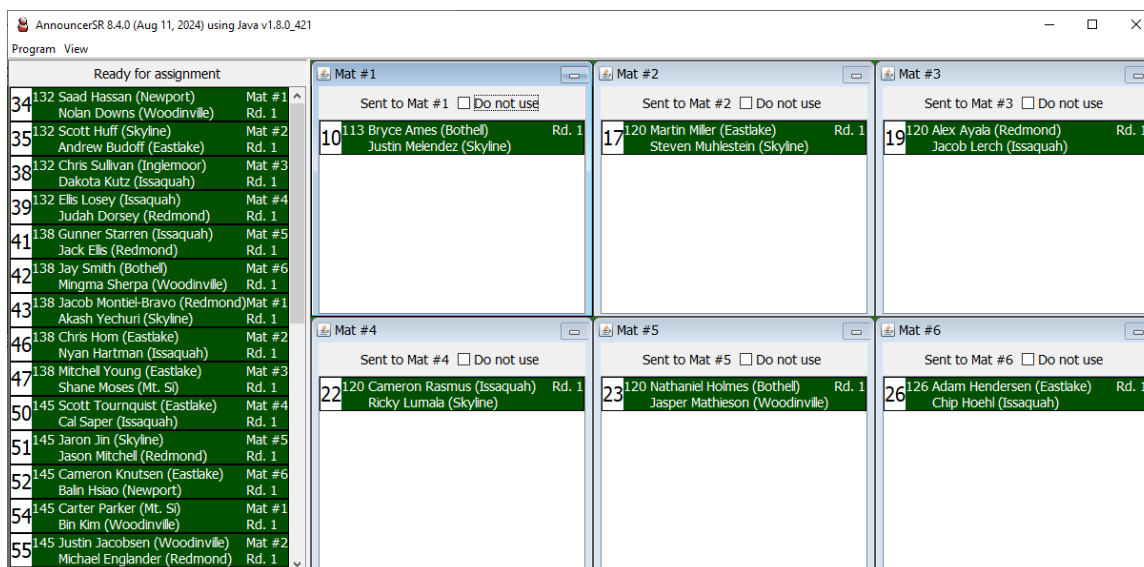 AnnouncerSR 8.4.0 (Aug 11, 2024) using Java v1.8.0_421
Program View
Ready for assignment
34 132 Saad Hassan (Newport) Mat #1
Nolan Downs (Woodinville) Rd. 1
35 132 Scott Huff (Skyline) Mat #2
Andrew Budoff (Eastlake) Rd. 1
38 132 Chris Sullivan (Inglemoor) Mat #3
Dakota Kutz (Issaquah) Rd. 1
39 132 Ellis Losey (Issaquah) Mat #4
Judah Dorsey (Redmond) Rd. 1
41 138 Gunner Starren (Issaquah) Mat #5
Jack Ellis (Redmond) Rd. 1
42 138 Jay Smith (Bothell) Mat #6
Mingma Sherpa (Woodinville) Rd. 1
43 138 Jacob Montiel-Bravo (Redmond) Mat #1
Akash Yechuri (Skyline) Rd. 1
46 138 Chris Hom (Eastlake) Mat #2
Nyan Hartman (Issaquah) Rd. 1
47 138 Mitchell Young (Eastlake) Mat #3
Shane Moses (Mt. Si) Rd. 1
50 145 Scott Tournquist (Eastlake) Mat #4
Cal Saper (Issaquah) Rd. 1
51 145 Jaron Jin (Skyline) Mat #5
Jason Mitchell (Redmond) Rd. 1
52 145 Cameron Knutsen (Eastlake) Mat #6
Balin Hsiao (Newport) Rd. 1
54 145 Carter Parker (Mt. Si) Mat #1
Bin Kim (Woodinville) Rd. 1
55 145 Justin Jacobsen (Woodinville) Mat #2
Michael Englander (Redmond) Rd. 1
Mat #1
Sent to Mat #1 Do not use
10 113 Bryce Ames (Bothell) Rd. 1
Justin Melendez (Skyline)
Mat #2
Sent to Mat #2 Do not use
17 120 Martin Miller (Eastlake) Rd. 1
Steven Muhlestein (Skyline)
Mat #3
Sent to Mat #3 Do not use
19 120 Alex Ayala (Redmond) Rd. 1
Jacob Lerch (Issaquah)
Mat #4
Sent to Mat #4 Do not use
22 120 Cameron Rasmus (Issaquah) Rd. 1
Ricky Lumala (Skyline)
Mat #5
Sent to Mat #5 Do not use
23 120 Nathaniel Holmes (Bothell) Rd. 1
Jasper Mathieson (Woodinville)
Mat #6
Sent to Mat #6 Do not use
26 126 Adam Hendersen (Eastlake) Rd. 1
Chip Hoehl (Issaquah)